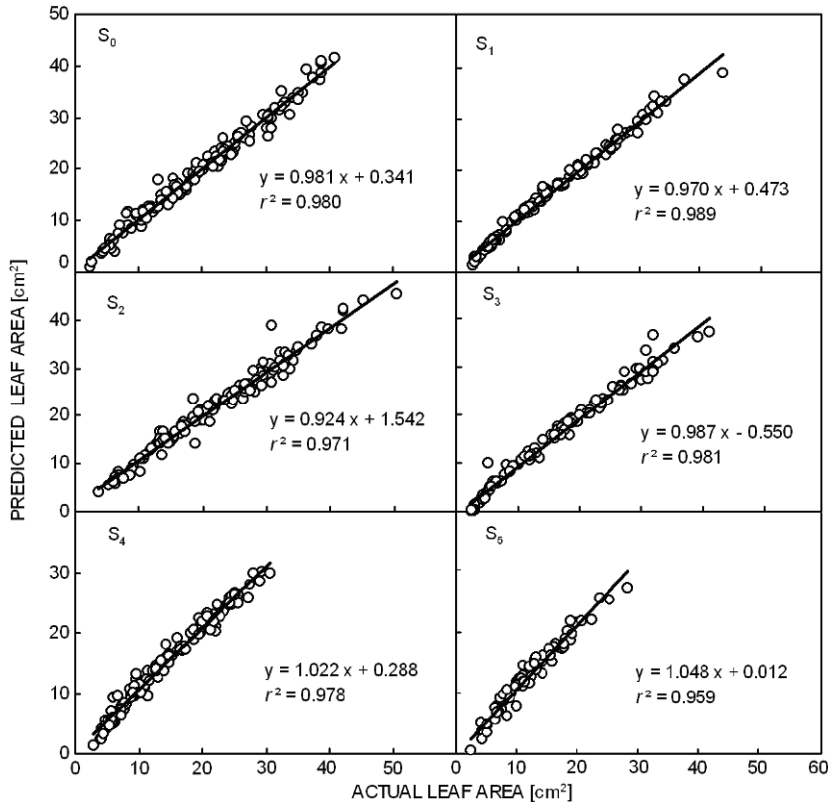 S0
S1
50
40
30
20
10
0
y = 0.981 x + 0.341
r² = 0.980
y = 0.970 x + 0.473
r² = 0.989
PREDICTED LEAF AREA [cm²]
S2
S3
40
30
20
10
0
y = 0.924 x + 1.542
r² = 0.971
y = 0.987 x - 0.550
r² = 0.981
S4
S5
30
20
10
0
y = 1.022 x + 0.288
r² = 0.978
y = 1.048 x + 0.012
r² = 0.959
0 10 20 30 40 50 0 10 20 30 40 50 60
ACTUAL LEAF AREA [cm²]